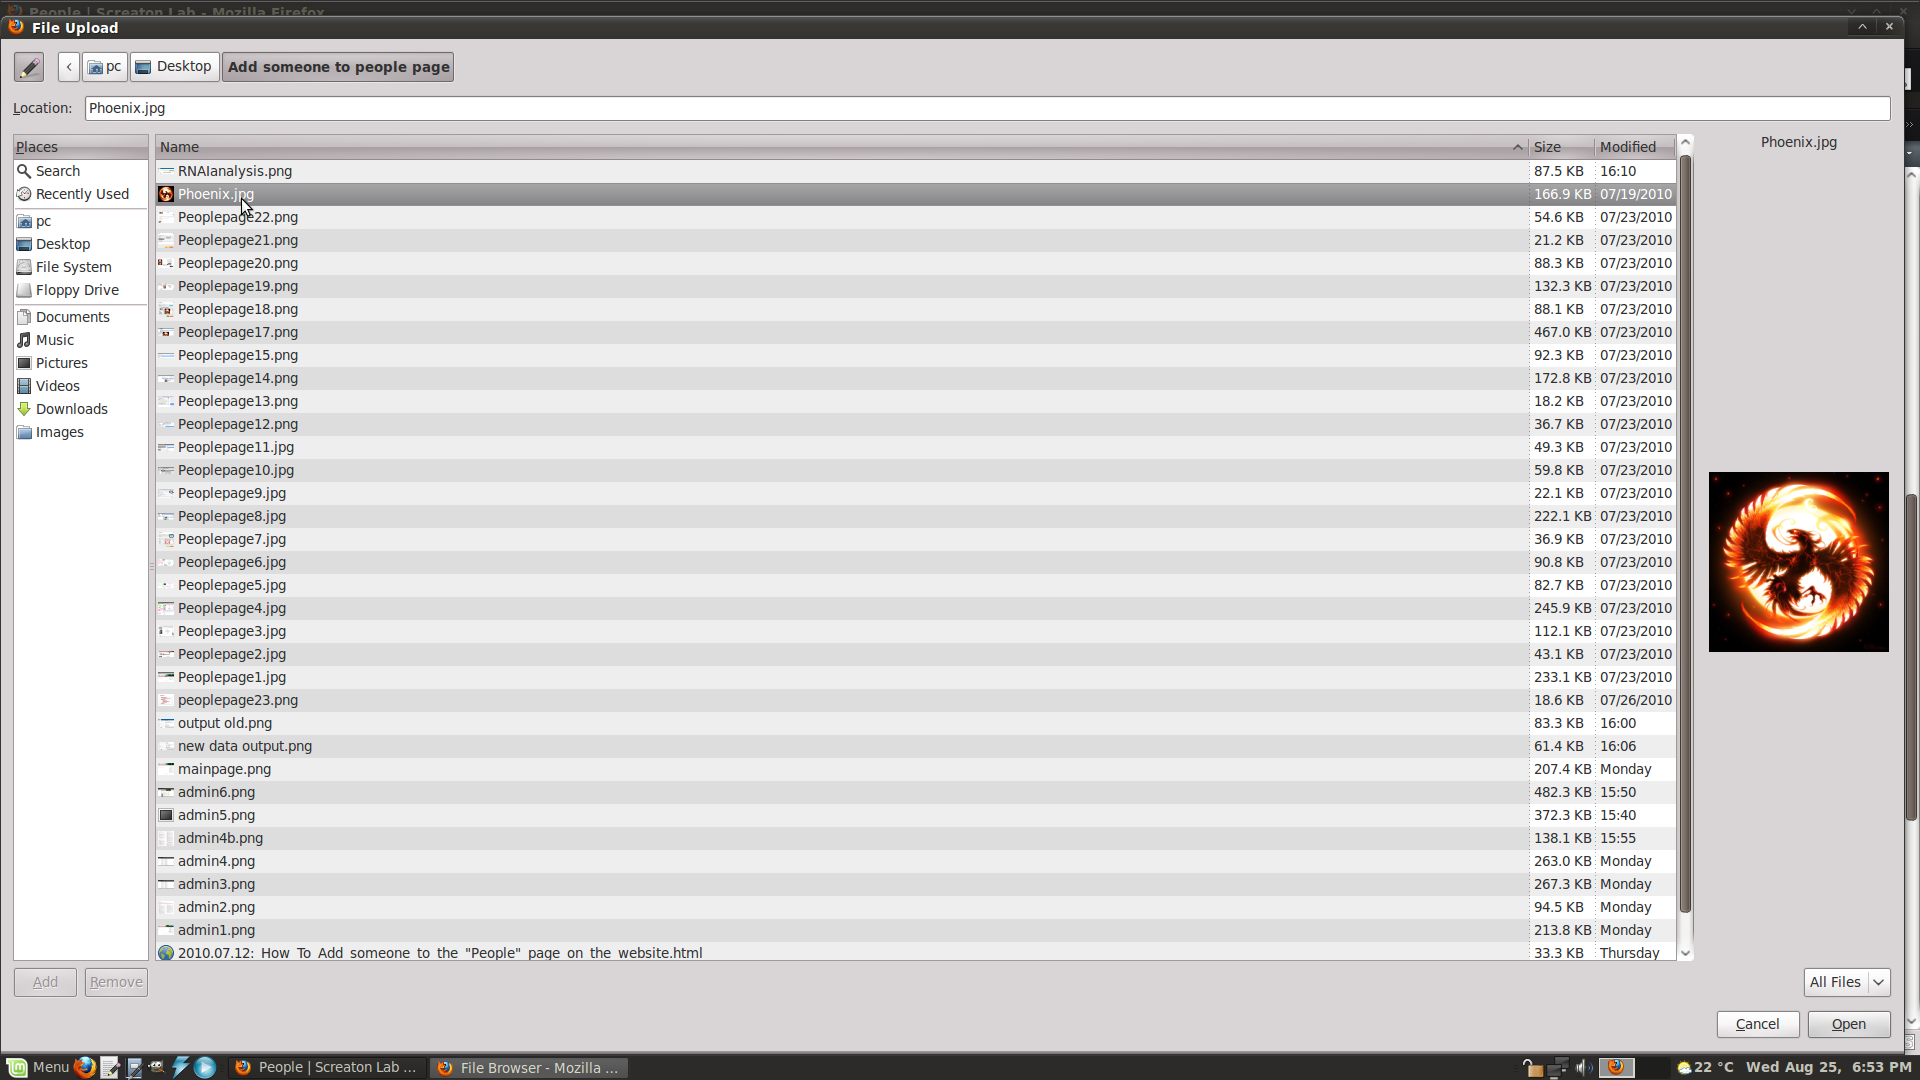 People | Screaton Lab - Mozilla Firefox
File Upload
pc Desktop Add someone to people page
Location: Phoenix.jpg
Places
Search
Recently Used
pc
Desktop
File System
Floppy Drive
Documents
Music
Pictures
Videos
Downloads
Images
Name Size Modified
RNAIanalysis.png 87.5 KB 16:10
Phoenix.jpg 166.9 KB 07/19/2010
Peoplepage22.png 54.6 KB 07/23/2010
Peoplepage21.png 21.2 KB 07/23/2010
Peoplepage20.png 88.3 KB 07/23/2010
Peoplepage19.png 132.3 KB 07/23/2010
Peoplepage18.png 88.1 KB 07/23/2010
Peoplepage17.png 467.0 KB 07/23/2010
Peoplepage15.png 92.3 KB 07/23/2010
Peoplepage14.png 172.8 KB 07/23/2010
Peoplepage13.png 18.2 KB 07/23/2010
Peoplepage12.png 36.7 KB 07/23/2010
Peoplepage11.jpg 49.3 KB 07/23/2010
Peoplepage10.jpg 59.8 KB 07/23/2010
Peoplepage9.jpg 22.1 KB 07/23/2010
Peoplepage8.jpg 222.1 KB 07/23/2010
Peoplepage7.jpg 36.9 KB 07/23/2010
Peoplepage6.jpg 90.8 KB 07/23/2010
Peoplepage5.jpg 82.7 KB 07/23/2010
Peoplepage4.jpg 245.9 KB 07/23/2010
Peoplepage3.jpg 112.1 KB 07/23/2010
Peoplepage2.jpg 43.1 KB 07/23/2010
Peoplepage1.jpg 233.1 KB 07/23/2010
peoplepage23.png 18.6 KB 07/26/2010
output old.png 83.3 KB 16:00
new data output.png 61.4 KB 16:06
mainpage.png 207.4 KB Monday
admin6.png 482.3 KB 15:50
admin5.png 372.3 KB 15:40
admin4b.png 138.1 KB 15:55
admin4.png 263.0 KB Monday
admin3.png 267.3 KB Monday
admin2.png 94.5 KB Monday
admin1.png 213.8 KB Monday
2010.07.12: How To Add someone to the "People" page on the website.html 33.3 KB Thursday
Phoenix.jpg
Add Remove
All Files
Cancel Open
Menu People | Screaton Lab ... File Browser - Mozilla ... 22 °C Wed Aug 25, 6:53 PM